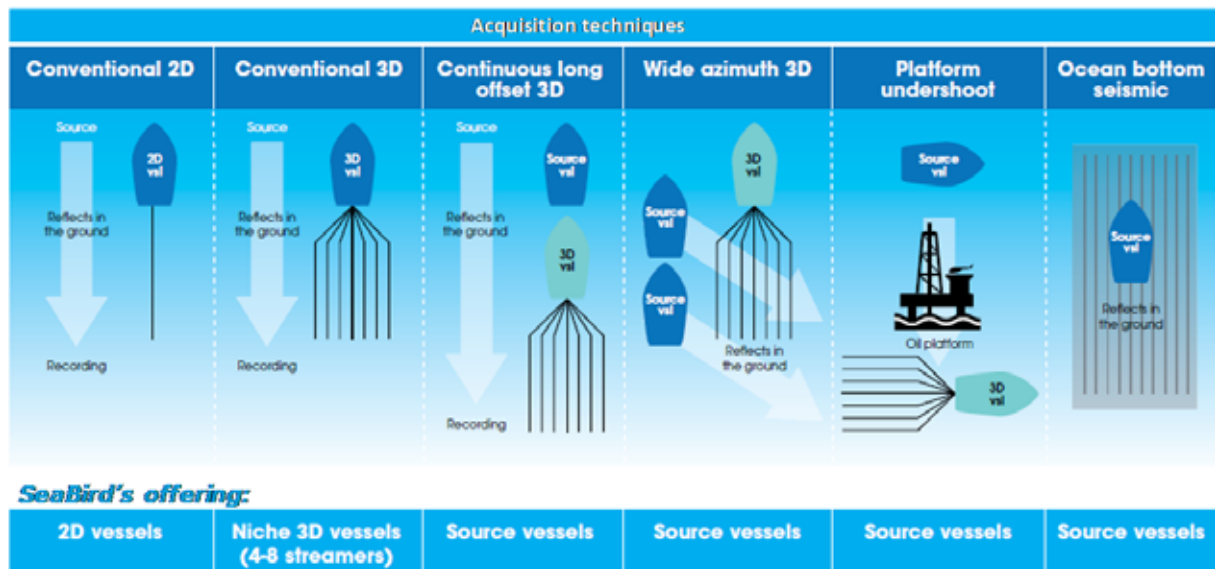 Acquisition techniques
Conventional 2D
Conventional 3D
Continuous long
offset 3D
Wide azimuth 3D
Platform
undershoot
Ocean bottom
seismic
Source
2D
vsl
Reflects in
the ground
Recording
Source
3D
vsl
Reflects in
the ground
Recording
Source
Source
vsl
Reflects in
the ground
3D
vsl
Recording
3D
vsl
Source
vsl
Source
vsl
Reflects in
the ground
Source
vsl
Oil platform
3D
vsl
Source
vsl
Reflects in
the ground
SeaBird's offering:
2D vessels
Niche 3D vessels
(4-8 streamers)
Source vessels
Source vessels
Source vessels
Source vessels